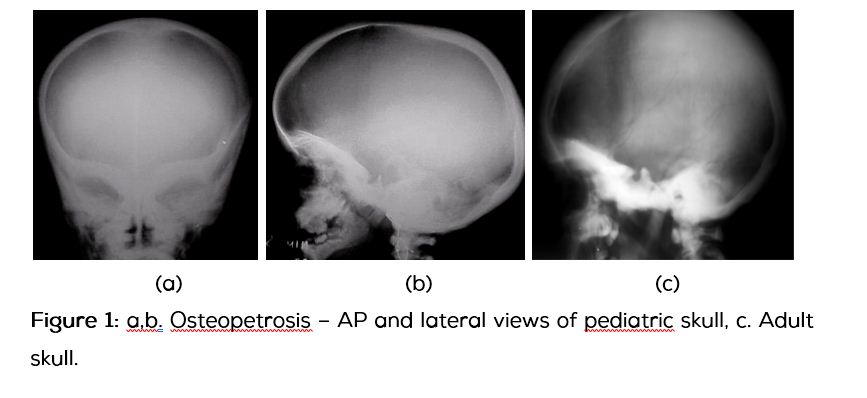 (a) (b) (c)
Figure 1: a,b. Osteopetrosis – AP and lateral views of pediatric skull, c. Adult
skull.